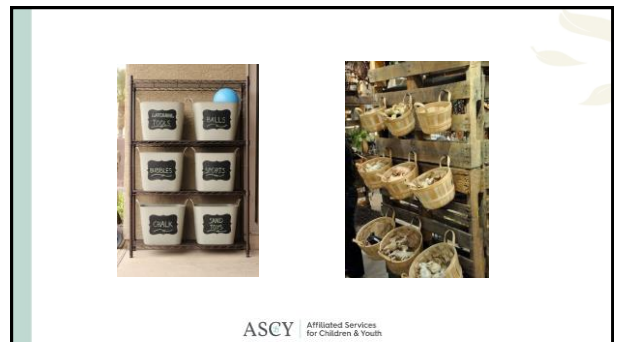 GARDENING
TOOLS
BALLS
BUBBLES
SPORTS
CHALK
SAND
TOYS
ASCY
Affiliated Services
for Children & Youth